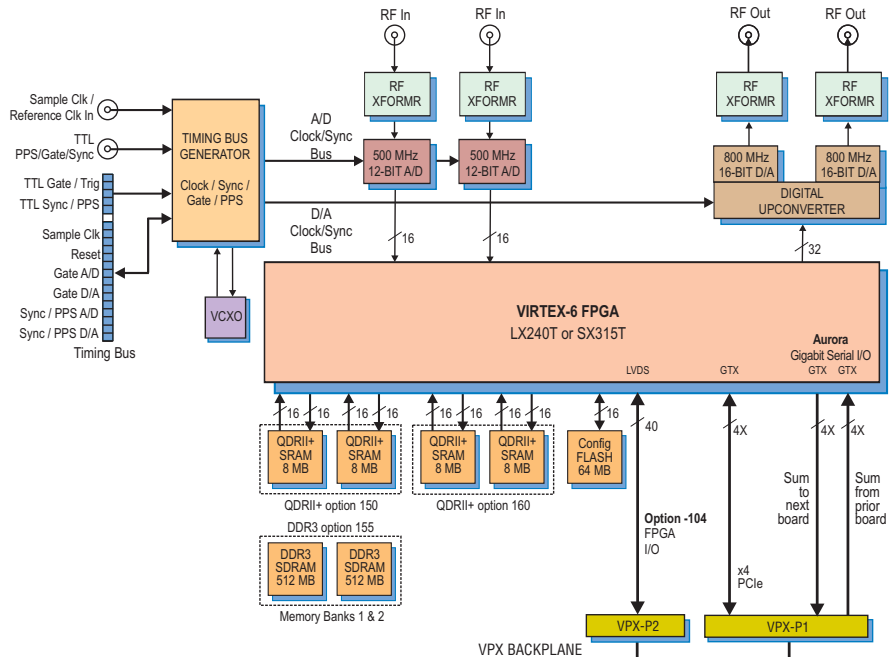 RF In
RF In
RF Out
RF Out
Sample Clk /
Reference Clk In
TTL
PPS/Gate/Sync
TTL Gate / Trig
TTL Sync / PPS
Sample Clk
Reset
Gate A/D
Gate D/A
Sync / PPS A/D
Sync / PPS D/A
Timing Bus
TIMING BUS
GENERATOR
Clock / Sync /
Gate / PPS
VCXO
A/D
Clock/Sync
Bus
D/A
Clock/Sync
Bus
RF
XFORMR
RF
XFORMR
500 MHz
12-BIT A/D
500 MHz
12-BIT A/D
16
16
RF
XFORMR
RF
XFORMR
800 MHz
16-BIT D/A
800 MHz
16-BIT D/A
DIGITAL
UPCONVERTER
32
VIRTEX-6 FPGA
LX240T or SX315T
LVDS
GTX
Aurora
Gigabit Serial I/O
GTX GTX
16
16
16
16
16
16
16
16
16
40
4X
4X
4X
QDRII+
SRAM
8 MB
QDRII+
SRAM
8 MB
QDRII+
SRAM
8 MB
QDRII+
SRAM
8 MB
Config
FLASH
64 MB
QDRII+ option 150
QDRII+ option 160
DDR3 option 155
DDR3
SDRAM
512 MB
DDR3
SDRAM
512 MB
Memory Banks 1 & 2
Option -104
FPGA
I/O
x4
PCIe
Sum
to
next
board
Sum
from
prior
board
VPX-P2
VPX-P1
VPX BACKPLANE